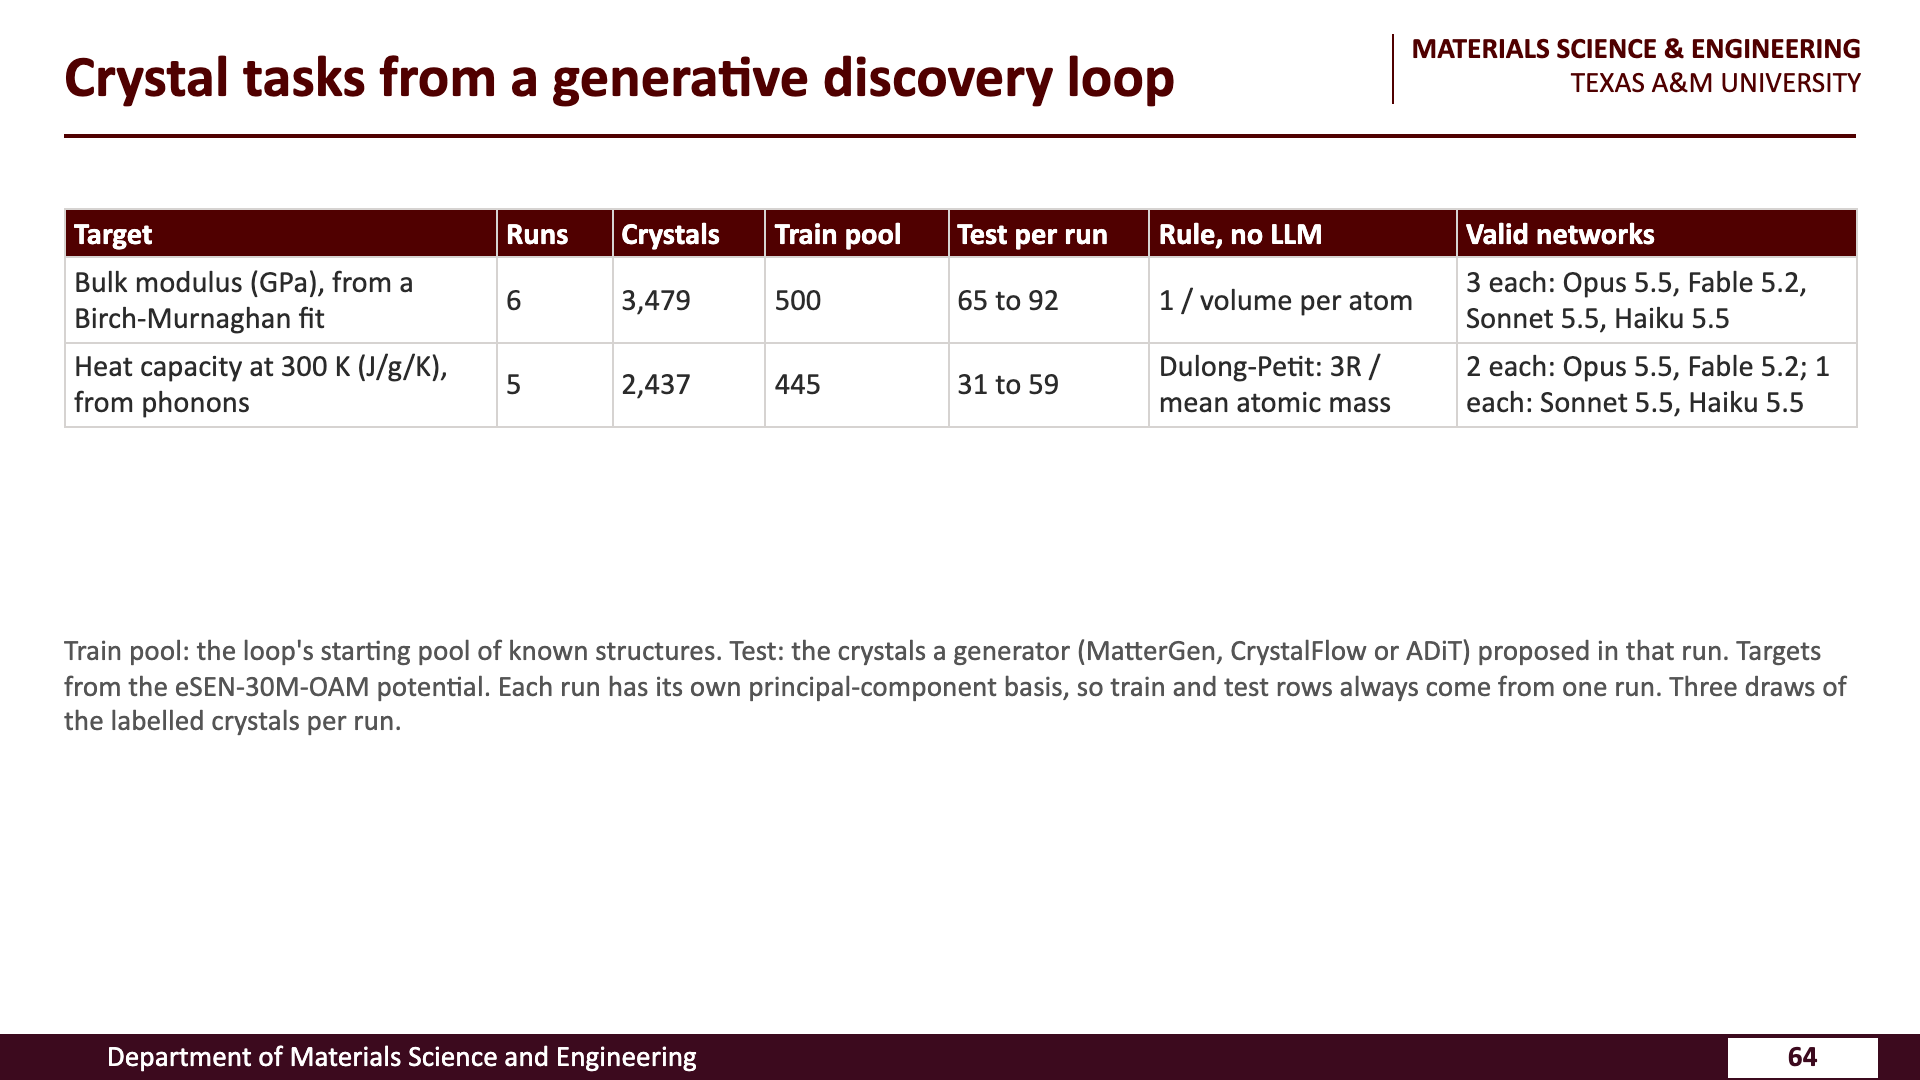 Crystal tasks from a generative discovery loop
MATERIALS SCIENCE & ENGINEERING
TEXAS A&M UNIVERSITY
Target Runs Crystals Train pool Test per run Rule, no LLM Valid networks
Bulk modulus (GPa), from a
Birch-Murnaghan fit
6 3,479 500 65 to 92 1 / volume per atom
3 each: Opus 5.5, Fable 5.2,
Sonnet 5.5, Haiku 5.5
Heat capacity at 300 K (J/g/K),
from phonons
5 2,437 445 31 to 59
Dulong-Petit: 3R /
mean atomic mass
2 each: Opus 5.5, Fable 5.2; 1
each: Sonnet 5.5, Haiku 5.5
Train pool: the loop's starting pool of known structures. Test: the crystals a generator (MatterGen, CrystalFlow or ADiT) proposed in that run. Targets
from the eSEN-30M-OAM potential. Each run has its own principal-component basis, so train and test rows always come from one run. Three draws of
the labelled crystals per run.
Department of Materials Science and Engineering
64